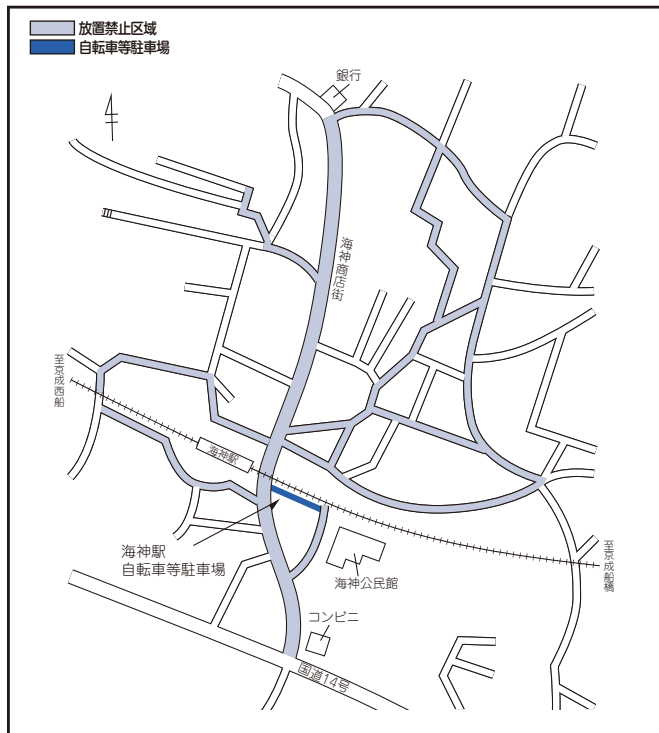 放置禁止区域
自転車等駐車場
銀行
海神商店街
至京成西船
海神駅
海神駅
自転車等駐車場
海神公民館
至京成船橋
コンビニ
国道14号